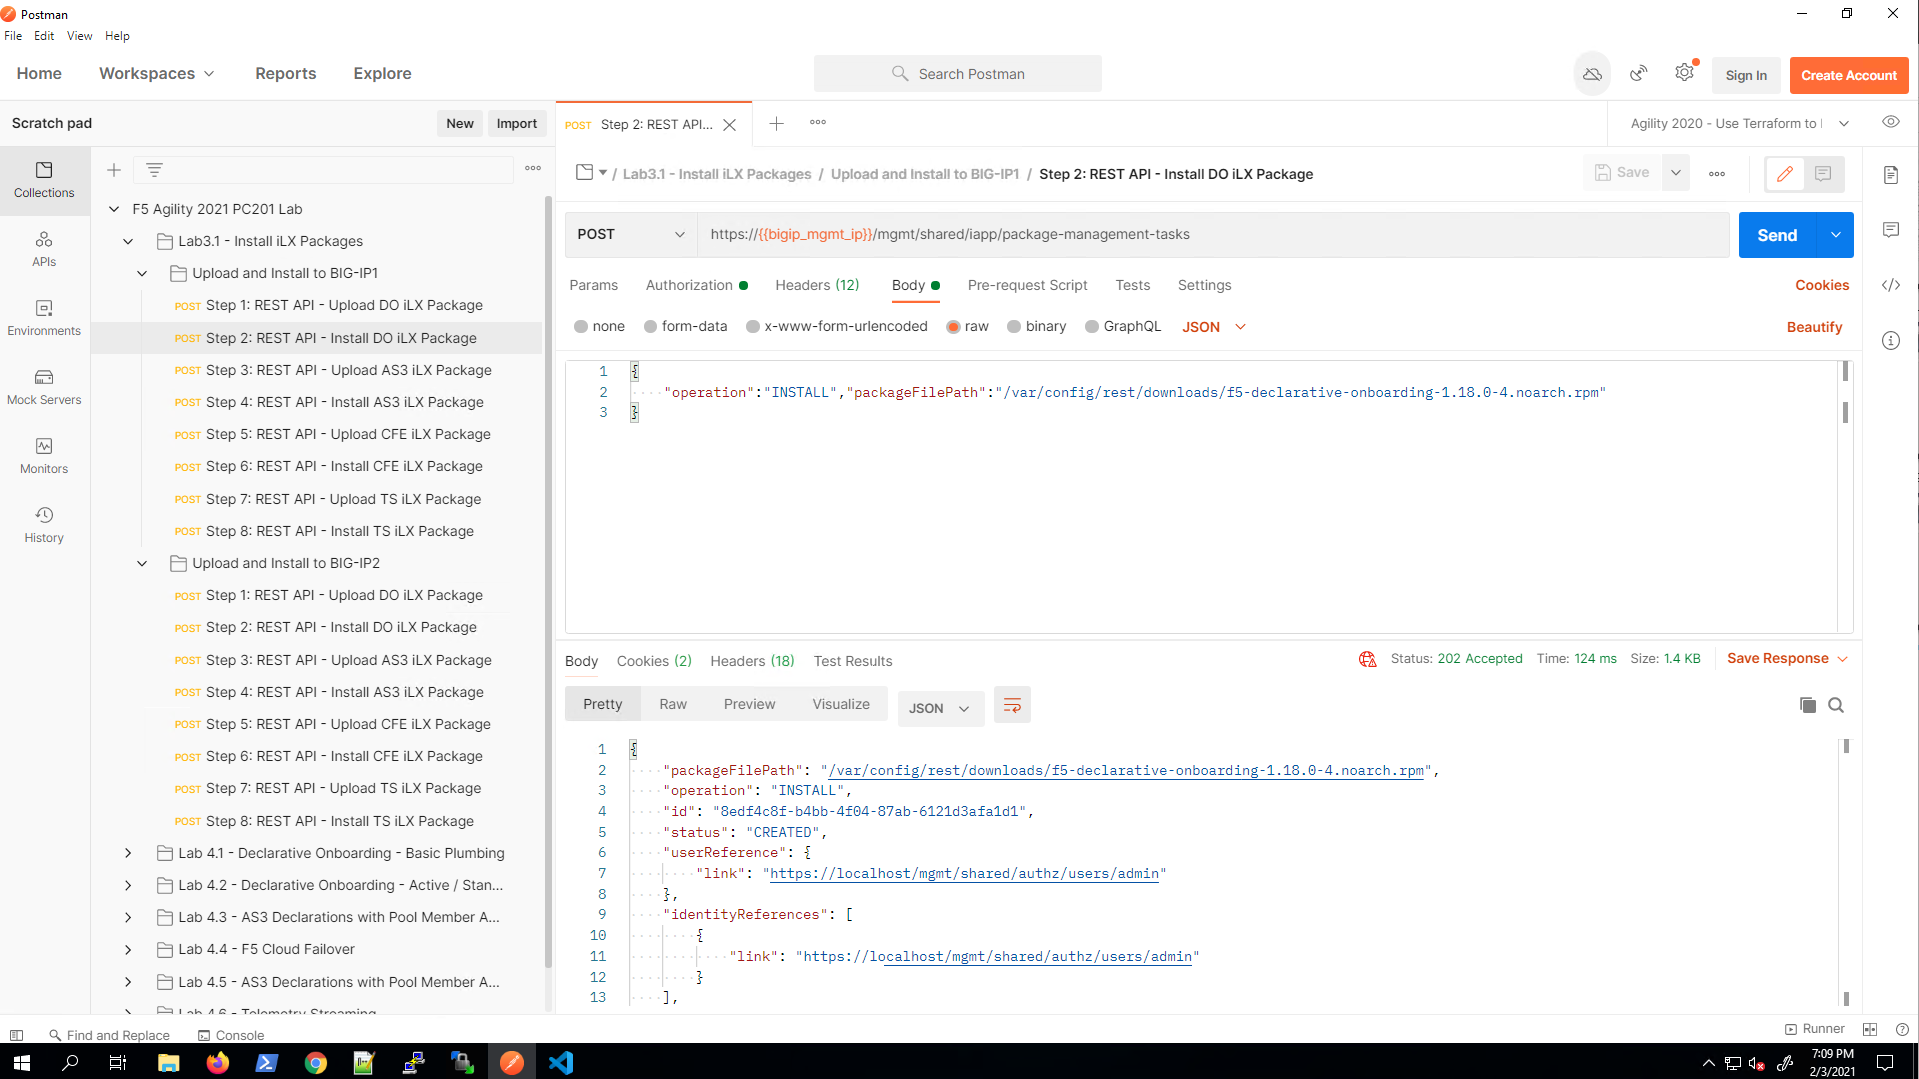 Postman
File Edit View Help
Home Workspaces Reports Explore
Search Postman
Sign In
Create Account
Scratch pad
New Import
POST Step 2: REST API...
Agility 2020 - Use Terraform to
Collections
APIs
Environments
Mock Servers
Monitors
History
F5 Agility 2021 PC201 Lab
Lab3.1 - Install iLX Packages
Upload and Install to BIG-IP1
POST Step 1: REST API - Upload DO iLX Package
POST Step 2: REST API - Install DO iLX Package
POST Step 3: REST API - Upload AS3 iLX Package
POST Step 4: REST API - Install AS3 iLX Package
POST Step 5: REST API - Upload CFE iLX Package
POST Step 6: REST API - Install CFE iLX Package
POST Step 7: REST API - Upload TS iLX Package
POST Step 8: REST API - Install TS iLX Package
Upload and Install to BIG-IP2
POST Step 1: REST API - Upload DO iLX Package
POST Step 2: REST API - Install DO iLX Package
POST Step 3: REST API - Upload AS3 iLX Package
POST Step 4: REST API - Install AS3 iLX Package
POST Step 5: REST API - Upload CFE iLX Package
POST Step 6: REST API - Install CFE iLX Package
POST Step 7: REST API - Upload TS iLX Package
POST Step 8: REST API - Install TS iLX Package
Lab 4.1 - Declarative Onboarding - Basic Plumbing
Lab 4.2 - Declarative Onboarding - Active / Stan...
Lab 4.3 - AS3 Declarations with Pool Member A...
Lab 4.4 - F5 Cloud Failover
Lab 4.5 - AS3 Declarations with Pool Member A...
Lab 4.6 - Telemetry Streaming
/ Lab3.1 - Install iLX Packages / Upload and Install to BIG-IP1 / Step 2: REST API - Install DO iLX Package
Save
POST https://{{bigip_mgmt_ip}}/mgmt/shared/iapp/package-management-tasks
Send
Params Authorization Headers (12) Body Pre-request Script Tests Settings
Cookies
none form-data x-www-form-urlencoded raw binary GraphQL JSON
Beautify
1 {
2 "operation":"INSTALL","packageFilePath":"/var/config/rest/downloads/f5-declarative-onboarding-1.18.0-4.noarch.rpm"
3 }
Body Cookies (2) Headers (18) Test Results
Status: 202 Accepted Time: 124 ms Size: 1.4 KB
Save Response
Pretty Raw Preview Visualize JSON
1 {
2 "packageFilePath": "/var/config/rest/downloads/f5-declarative-onboarding-1.18.0-4.noarch.rpm",
3 "operation": "INSTALL",
4 "id": "8edf4c8f-b4bb-4f04-87ab-6121d3afa1d1",
5 "status": "CREATED",
6 "userReference": {
7 "link": "https://localhost/mgmt/shared/authz/users/admin"
8 },
9 "identityReferences": [
10 {
11 "link": "https://localhost/mgmt/shared/authz/users/admin"
12 }
13 ],
Find and Replace Console
Runner
7:09 PM
2/3/2021